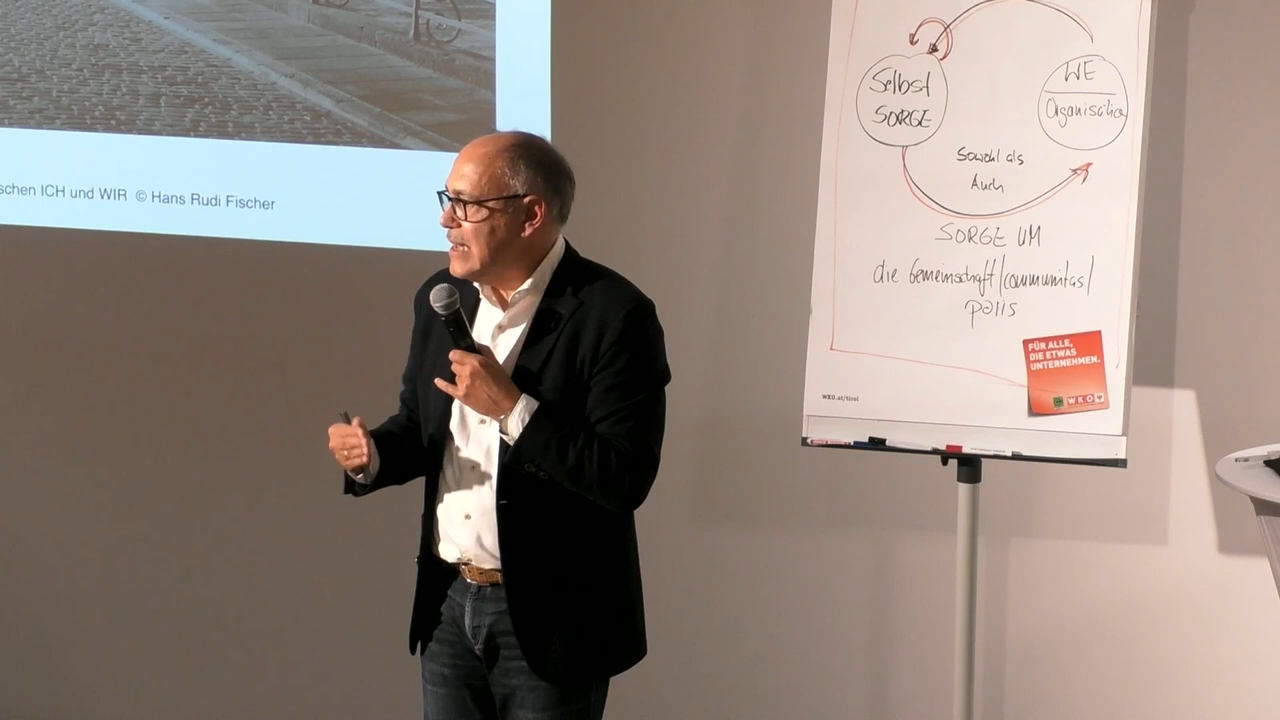 schen ICH und WIR © Hans Rudi Fischer
Selbst
SORGE
WE
Organisation
Sowohl als
Auch
SORGE UM
die Gemeinschaft/communitas/
polis
FÜR ALLE,
DIE ETWAS
UNTERNEHMEN.
WKO
WKO.at/tirol